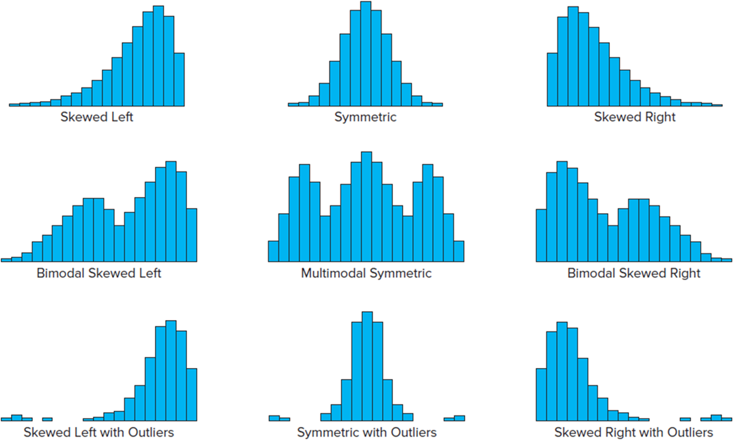 Skewed Left
Symmetric
Skewed Right
Bimodal Skewed Left
Multimodal Symmetric
Bimodal Skewed Right
Skewed Left with Outliers
Symmetric with Outliers
Skewed Right with Outliers